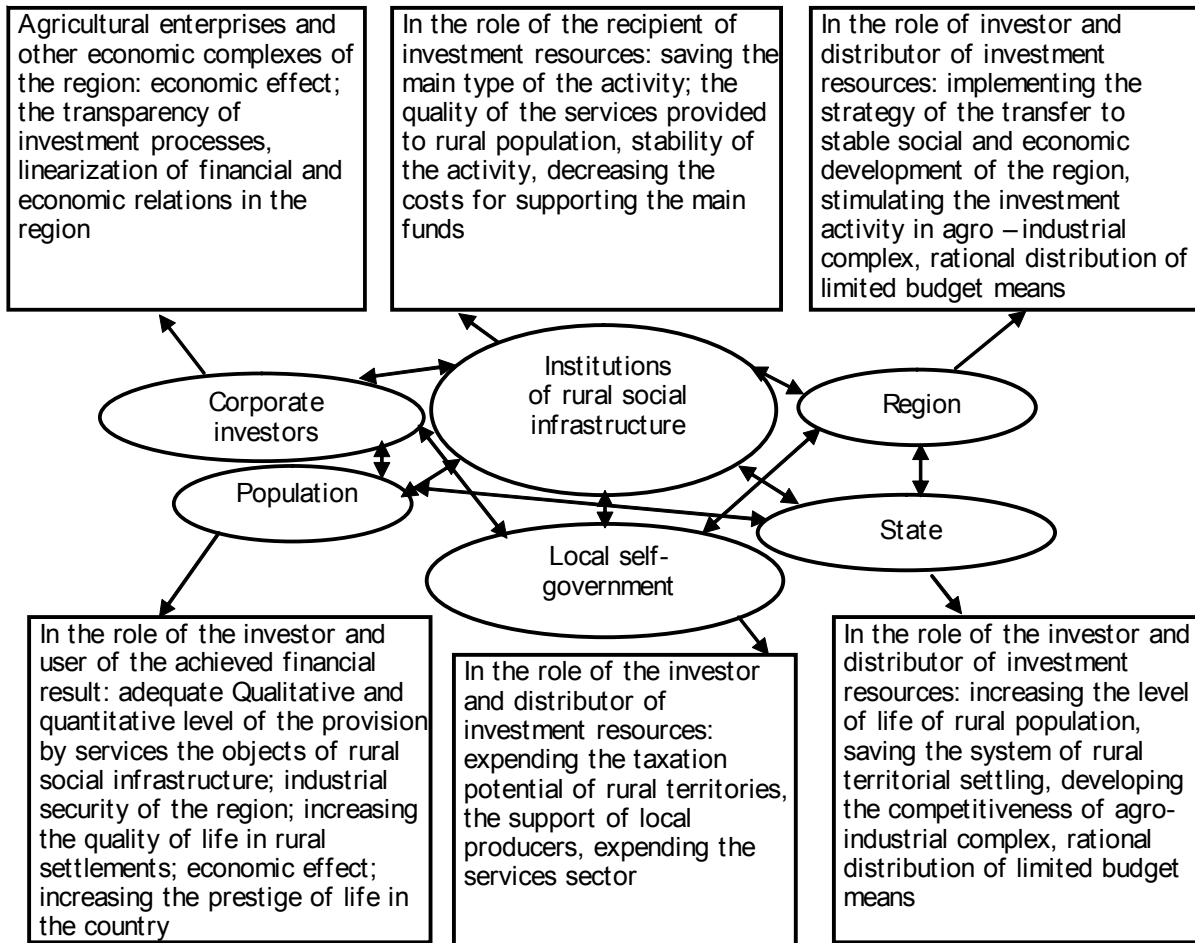 Agricultural enterprises and
other economic complexes of
the region: economic effect;
the transparency of
investment processes,
linearization of financial and
economic relations in the
region
In the role of the recipient of
investment resources: saving the
main type of the activity; the
quality of the services provided
to rural population, stability of
the activity, decreasing the
costs for supporting the main
funds
In the role of investor and
distributor of investment
resources: implementing the
strategy of the transfer to
stable social and economic
development of the region,
stimulating the investment
activity in agro – industrial
complex, rational distribution of
limited budget means
Institutions
of rural social
infrastructure
Corporate
investors
Region
Population
State
Local self-
government
In the role of the investor and
user of the achieved financial
result: adequate Qualitative and
quantitative level of the provision
by services the objects of rural
social infrastructure; industrial
security of the region; increasing
the quality of life in rural
settlements; economic effect;
increasing the prestige of life in
the country
In the role of the investor
and distributor of
investment resources:
expending the taxation
potential of rural territories,
the support of local
producers, expending the
services sector
In the role of the investor and
distributor of investment
resources: increasing the level
of life of rural population,
saving the system of rural
territorial settling, developing
the competitiveness of agro-
industrial complex, rational
distribution of limited budget
means